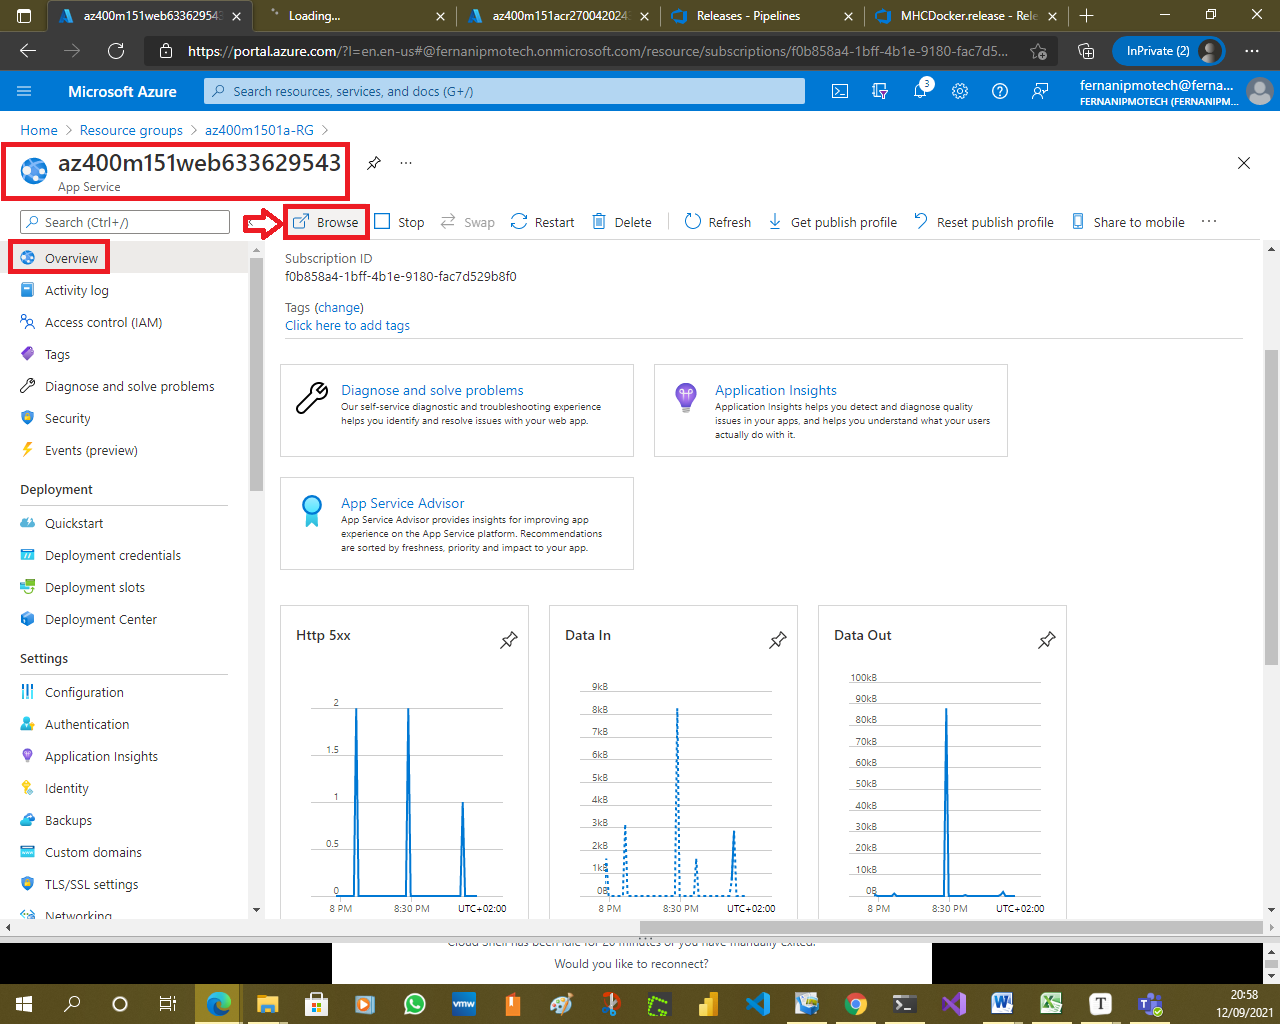 az400m151web633629543
Loading...
az400m151acr270042024
Releases - Pipelines
MHCDocker.release - Rele
https://portal.azure.com/?l=en.en-us#@fernanipmotech.onmicrosoft.com/resource/subscriptions/f0b858a4-1bff-4b1e-9180-fac7d5...
InPrivate (2)
Microsoft Azure
Search resources, services, and docs (G+/)
3
fernanipmotech@ferna...
FERNANIPMOTECH (FERNANIPM...
Home > Resource groups > az400m1501a-RG >
az400m151web633629543
App Service
Search (Ctrl+/)
Browse
Stop
Swap
Restart
Delete
Refresh
Get publish profile
Reset publish profile
Share to mobile
Overview
Activity log
Access control (IAM)
Tags
Diagnose and solve problems
Security
Events (preview)
Deployment
Quickstart
Deployment credentials
Deployment slots
Deployment Center
Settings
Configuration
Authentication
Application Insights
Identity
Backups
Custom domains
TLS/SSL settings
Networking
Subscription ID
f0b858a4-1bff-4b1e-9180-fac7d529b8f0
Tags (change)
Click here to add tags
Diagnose and solve problems
Our self-service diagnostic and troubleshooting experience
helps you identify and resolve issues with your web app.
Application Insights
Application Insights helps you detect and diagnose quality
issues in your apps, and helps you understand what your users
actually do with it.
App Service Advisor
App Service Advisor provides insights for improving app
experience on the App Service platform. Recommendations
are sorted by freshness, priority and impact to your app.
Http 5xx
2
1.5
1
0.5
0
8 PM
8:30 PM
UTC+02:00
Data In
9kB
8kB
7kB
6kB
5kB
4kB
3kB
2kB
1kB
0B
8 PM
8:30 PM
UTC+02:00
Data Out
100kB
90kB
80kB
70kB
60kB
50kB
40kB
30kB
20kB
10kB
0B
8 PM
8:30 PM
UTC+02:00
Cloud Shell has been idle for 20 minutes or you have manually exited.
Would you like to reconnect?
vmw
T
20:58
12/09/2021